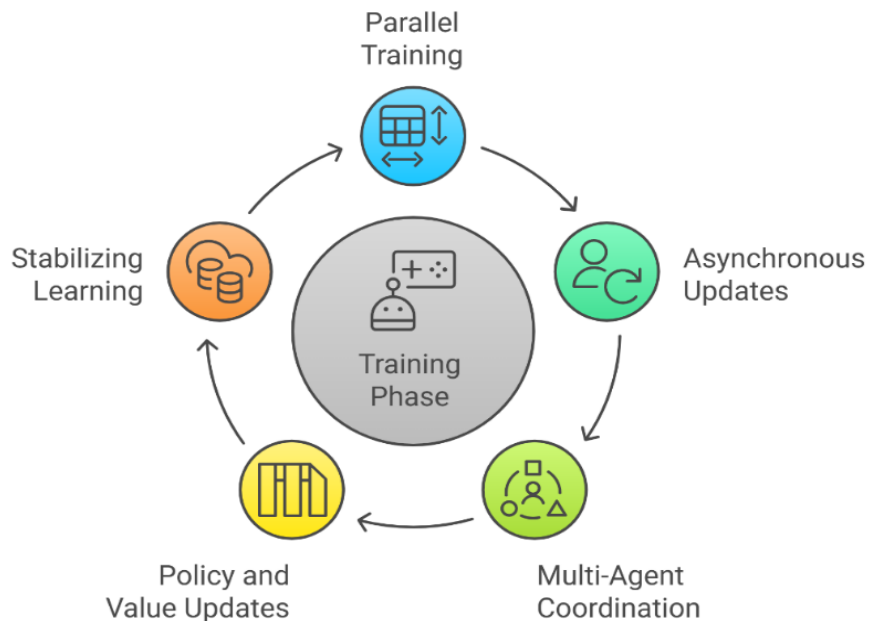 Parallel
Training
Asynchronous
Updates
Multi-Agent
Coordination
Policy and
Value Updates
Stabilizing
Learning
Training
Phase